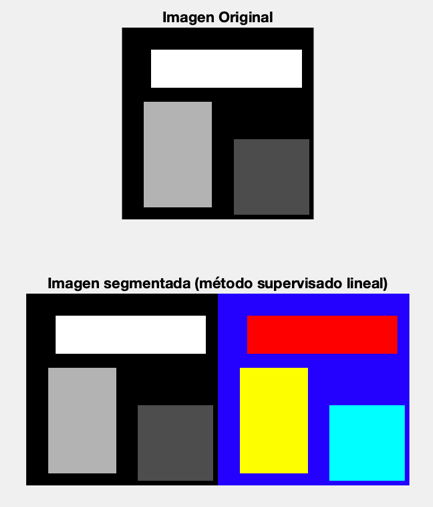 Imagen Original
Imagen segmentada (método supervisado lineal)